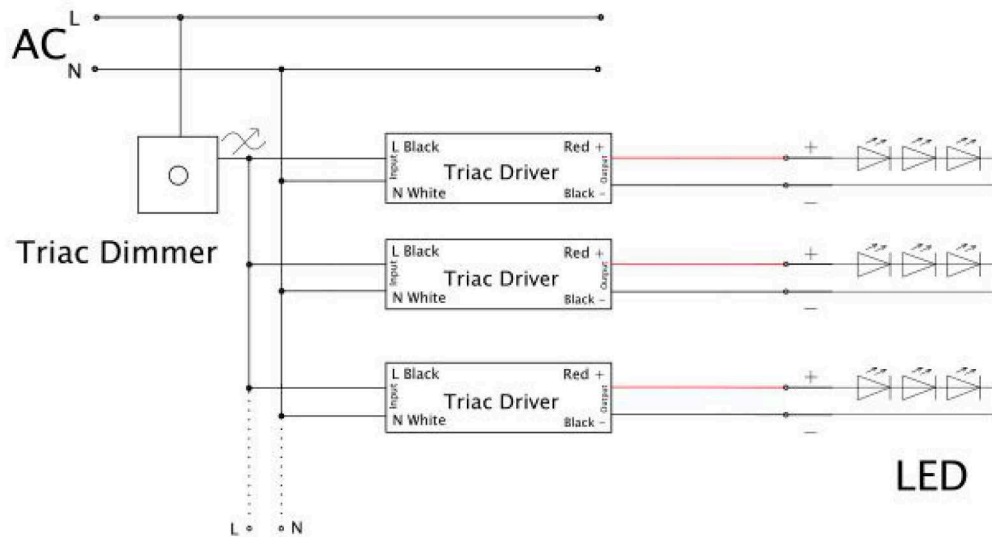 L
AC
N
L Black
Red +
Input
Triac Driver
Output
N White
Black -
Triac Dimmer
+
−
L Black
Red +
Input
Triac Driver
Output
N White
Black -
+
−
L Black
Red +
Input
Triac Driver
Output
N White
Black -
+
−
LED
L
N